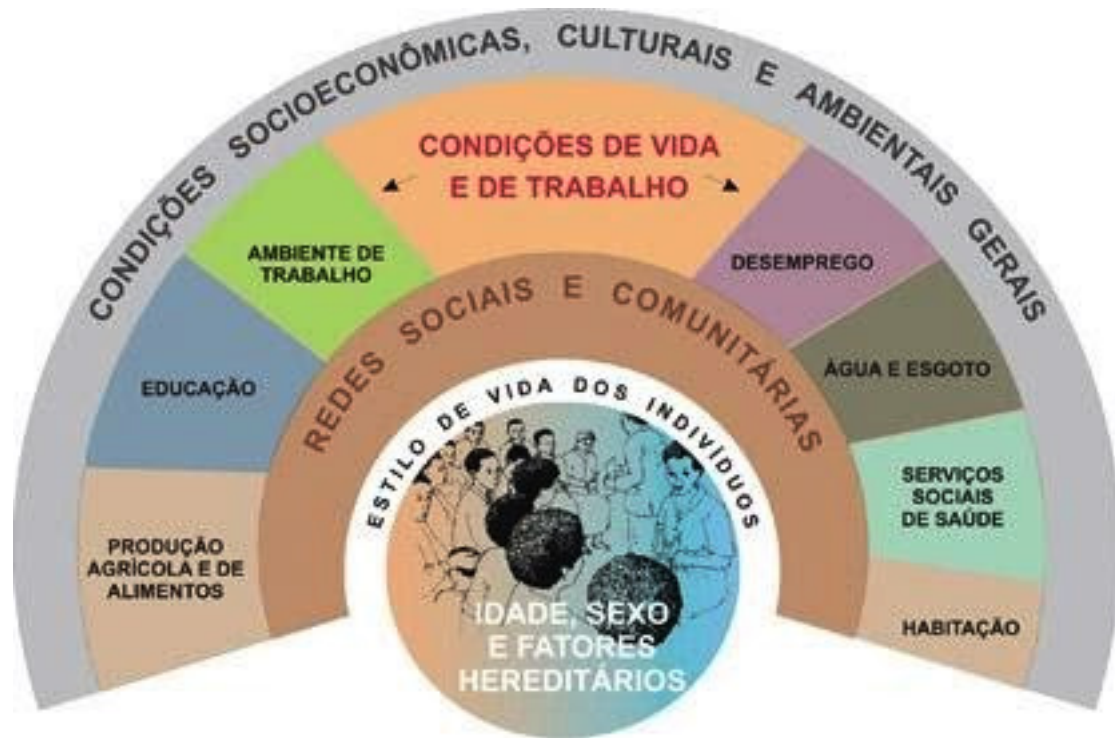 CONDIÇÕES SOCIOECONÔMICAS, CULTURAIS E AMBIENTAIS GERAIS
CONDIÇÕES DE VIDA
E DE TRABALHO
AMBIENTE DE
TRABALHO
DESEMPREGO
EDUCAÇÃO
ÀGUA E ESGOTO
PRODUÇÃO
AGRÍCOLA E DE
ALIMENTOS
SERVIÇOS
SOCIAIS
DE SAÚDE
HABITAÇÃO
REDES SOCIAIS E COMUNITÁRIAS
ESTILO DE VIDA DOS INDIVÍDUOS
IDADE, SEXO
E FATORES
HEREDITÁRIOS